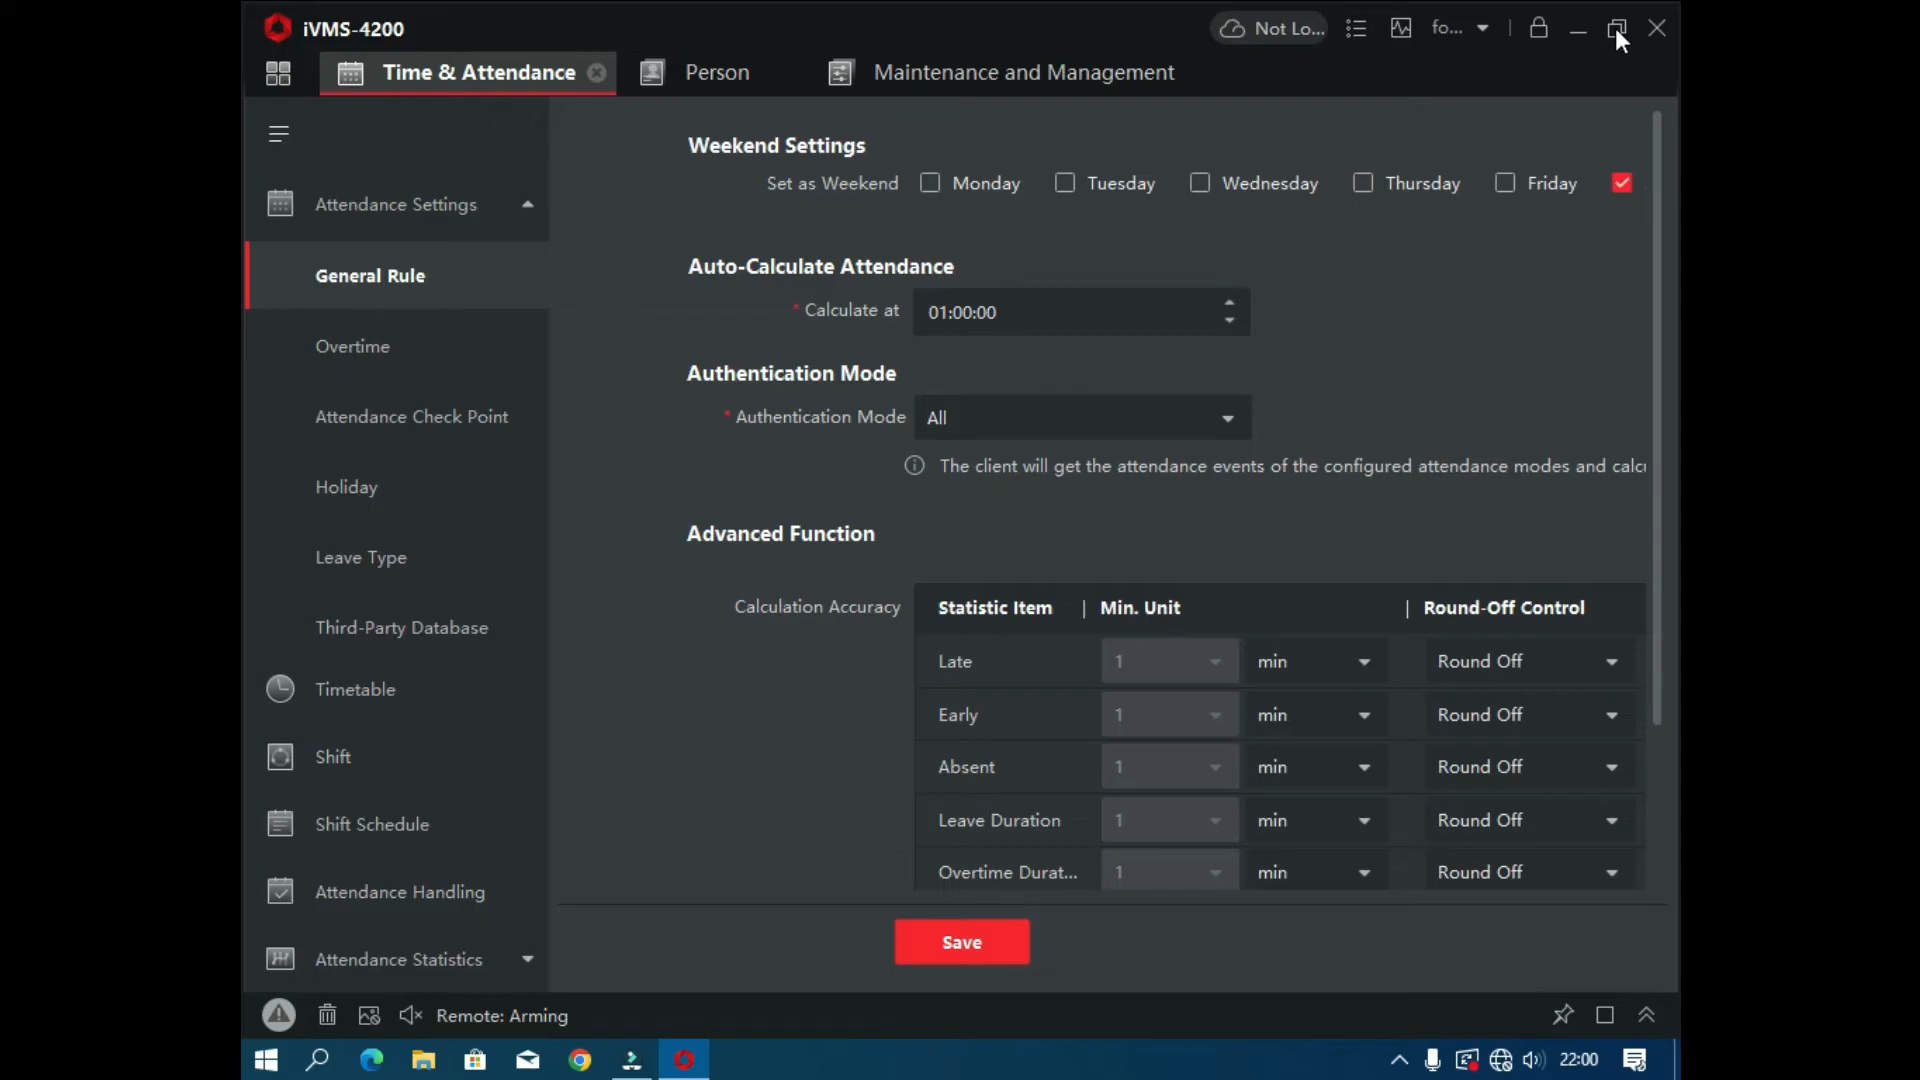 iVMS-4200
Not Lo...
fo...
Time & Attendance
Person
Maintenance and Management
Attendance Settings
General Rule
Overtime
Attendance Check Point
Holiday
Leave Type
Third-Party Database
Timetable
Shift
Shift Schedule
Attendance Handling
Attendance Statistics
Weekend Settings
Set as Weekend Monday Tuesday Wednesday Thursday Friday
Auto-Calculate Attendance
* Calculate at 01:00:00
Authentication Mode
* Authentication Mode All
The client will get the attendance events of the configured attendance modes and calcu
Advanced Function
Calculation Accuracy
Statistic Item | Min. Unit | Round-Off Control
Late 1 min Round Off
Early 1 min Round Off
Absent 1 min Round Off
Leave Duration 1 min Round Off
Overtime Durat... 1 min Round Off
Save
Remote: Arming
22:00